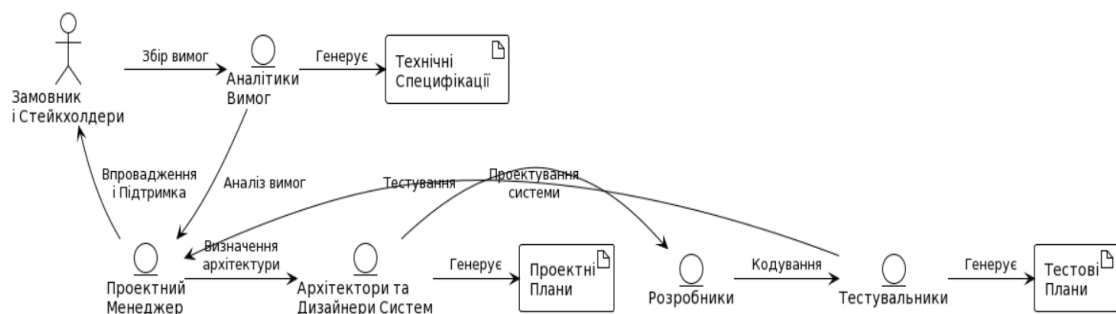 Збір вимог
Генерує
Технічні
Специфікації
Аналітики
Вимог
Замовник
і Стейкхолдери
Впровадження
і Підтримка
Аналіз вимог
Тестування
Проектування
системи
Визначення
архітектури
Генерує
Проектні
Плани
Кодування
Генерує
Тестові
Плани
Проектний
Менеджер
Архітектори та
Дизайнери Систем
Розробники
Тестувальники